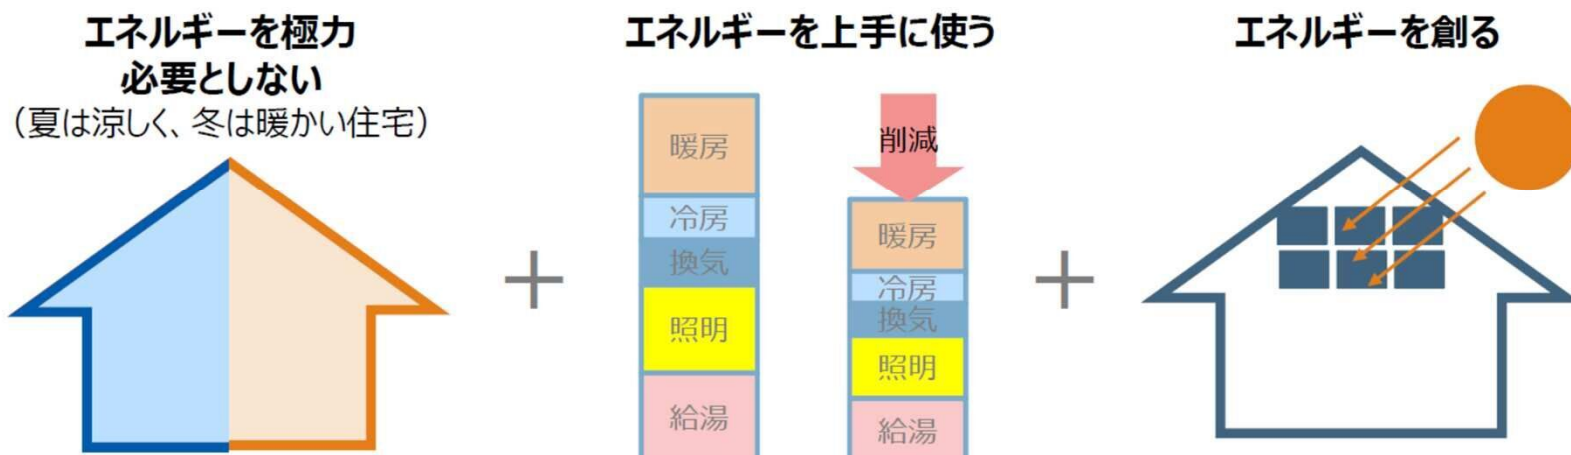 エネルギーを極力
必要としない
（夏は涼しく、冬は暖かい住宅）
エネルギーを上手に使う
暖房
冷房
換気
照明
給湯
削減
暖房
冷房
換気
照明
給湯
エネルギーを創る